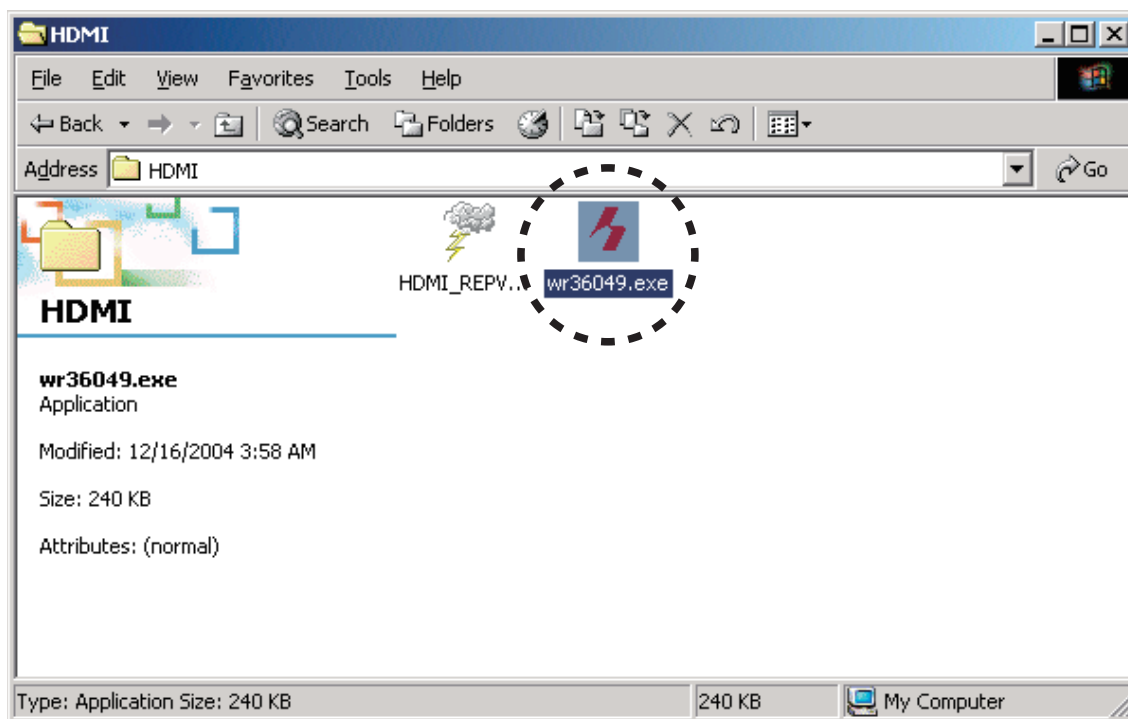 HDMI
File Edit View Favorites Tools Help
Back Search Folders
Address HDMI Go
HDMI_REPV... wr36049.exe
HDMI
wr36049.exe
Application
Modified: 12/16/2004 3:58 AM
Size: 240 KB
Attributes: (normal)
Type: Application Size: 240 KB 240 KB My Computer